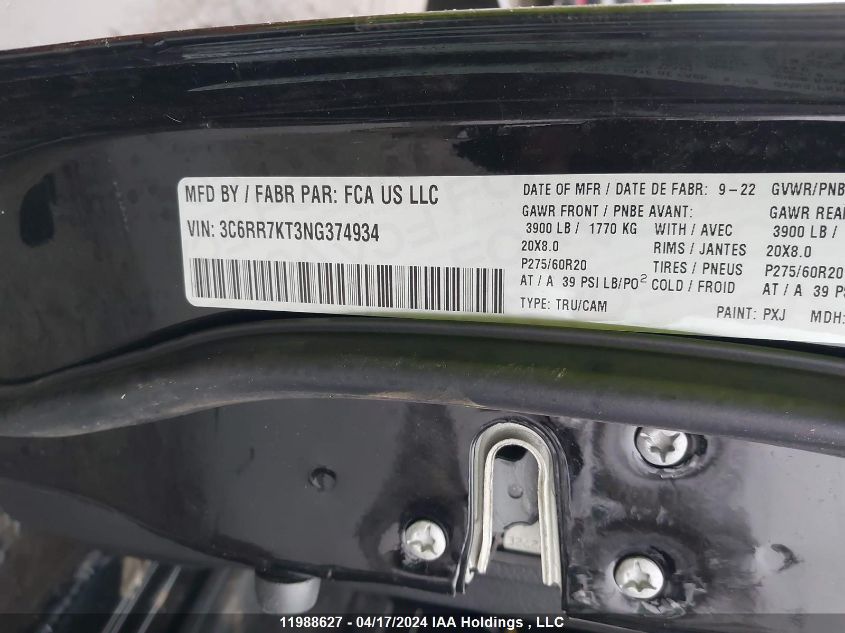 MFD BY / FABR PAR: FCA US LLC
VIN: 3C6RR7KT3NG374934
DATE OF MFR / DATE DE FABR: 9-22 GVWR/PNB
GAWR FRONT / PNBE AVANT: GAWR REA
3900 LB / 1770 KG WITH / AVEC 3900 LB /
20X8.0 RIMS / JANTES 20X8.0
P275/60R20 TIRES / PNEUS P275/60R20
AT / A 39 PSI LB/PO² COLD / FROID AT / A 39 PS
TYPE: TRU/CAM PAINT: PXJ MDH:
11988627 - 04/17/2024 IAA Holdings, LLC